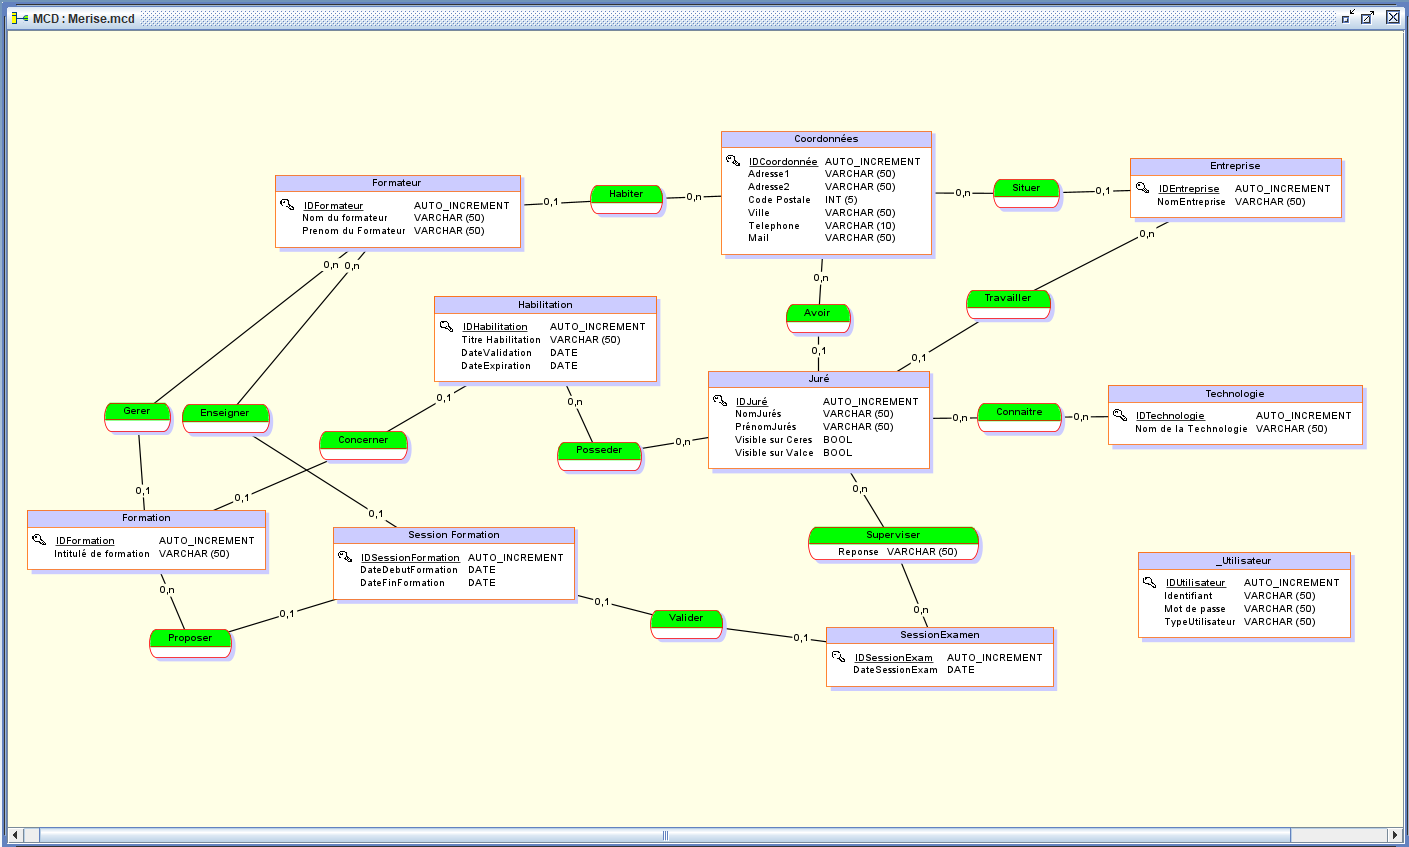 MCD : Merise.mcd
Coordonnées
IDCoordonnée AUTO_INCREMENT
Adresse1 VARCHAR (50)
Adresse2 VARCHAR (50)
Code Postale INT (5)
Ville VARCHAR (50)
Telephone VARCHAR (10)
Mail VARCHAR (50)
Entreprise
IDEntreprise AUTO_INCREMENT
NomEntreprise VARCHAR (50)
Formateur
IDFormateur AUTO_INCREMENT
Nom du formateur VARCHAR (50)
Prenom du Formateur VARCHAR (50)
0,1
Habiter
0,n
0,n
Situer
0,1
0,n
0,n
0,n
0,n
Travailler
0,1
Avoir
0,1
Habilitation
IDHabilitation AUTO_INCREMENT
Titre Habilitation VARCHAR (50)
DateValidation DATE
DateExpiration DATE
Juré
IDJuré AUTO_INCREMENT
NomJurés VARCHAR (50)
PrénomJurés VARCHAR (50)
Visible sur Ceres BOOL
Visible sur Valce BOOL
Technologie
IDTechnologie AUTO_INCREMENT
Nom de la Technologie VARCHAR (50)
0,n
Connaitre
0,n
Gerer
Enseigner
0,1
Concerner
0,n
Posseder
0,n
0,1
0,1
0,1
0,n
Formation
IDFormation AUTO_INCREMENT
Intitulé de formation VARCHAR (50)
Session Formation
IDSessionFormation AUTO_INCREMENT
DateDebutFormation DATE
DateFinFormation DATE
Superviser
Reponse VARCHAR (50)
_Utilisateur
IDUtilisateur AUTO_INCREMENT
Identifiant VARCHAR (50)
Mot de passe VARCHAR (50)
TypeUtilisateur VARCHAR (50)
0,n
Proposer
0,1
0,1
Valider
0,1
0,n
SessionExamen
IDSessionExam AUTO_INCREMENT
DateSessionExam DATE